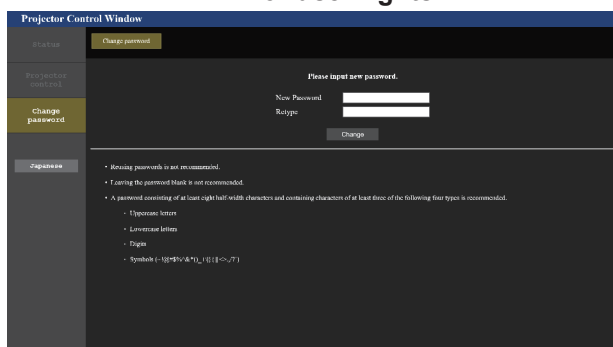 Projector Control Window
Status
Change password
Projector control
Please input new password.
New Password
Retype
Change
Change password
Japanese
• Reusing passwords is not recommended.
• Leaving the password blank is not recommended.
• A password consisting of at least eight half-width characters and containing characters of at least three of the following four types is recommended.
◦ Uppercase letters
◦ Lowercase letters
◦ Digits
◦ Symbols